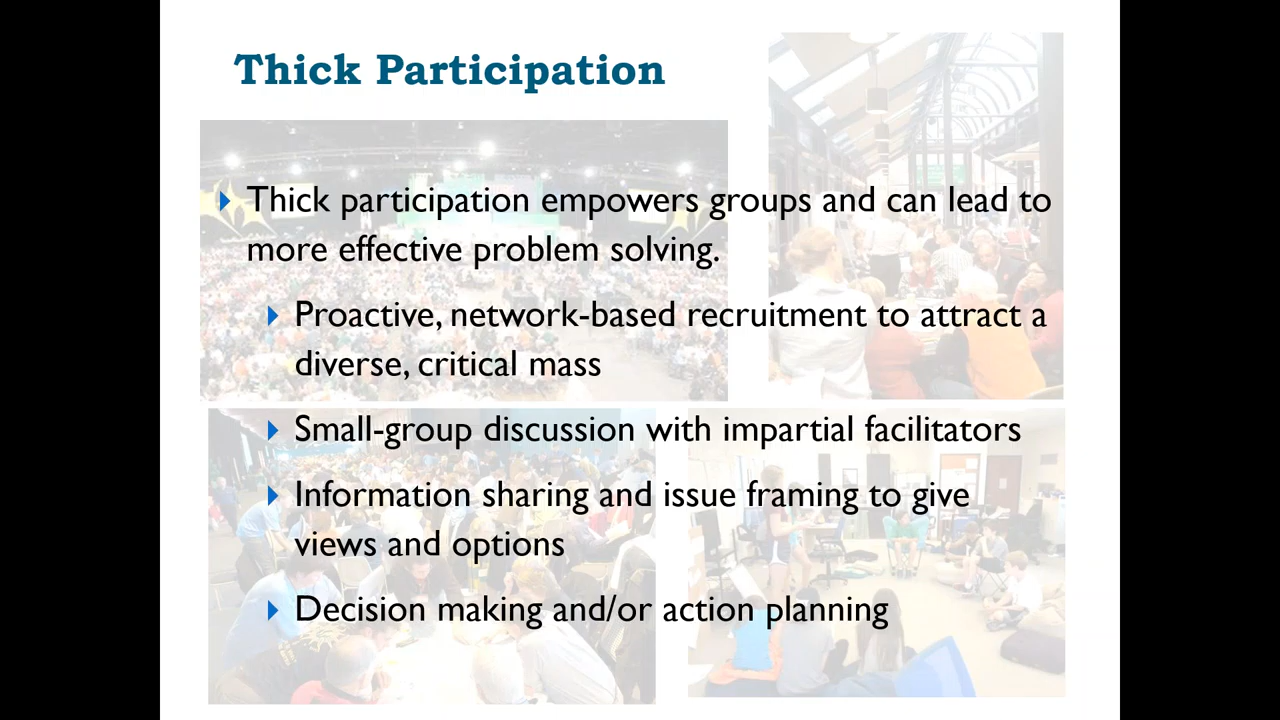 Thick Participation
Thick participation empowers groups and can lead to
more effective problem solving.
Proactive, network-based recruitment to attract a
diverse, critical mass
Small-group discussion with impartial facilitators
Information sharing and issue framing to give
views and options
Decision making and/or action planning